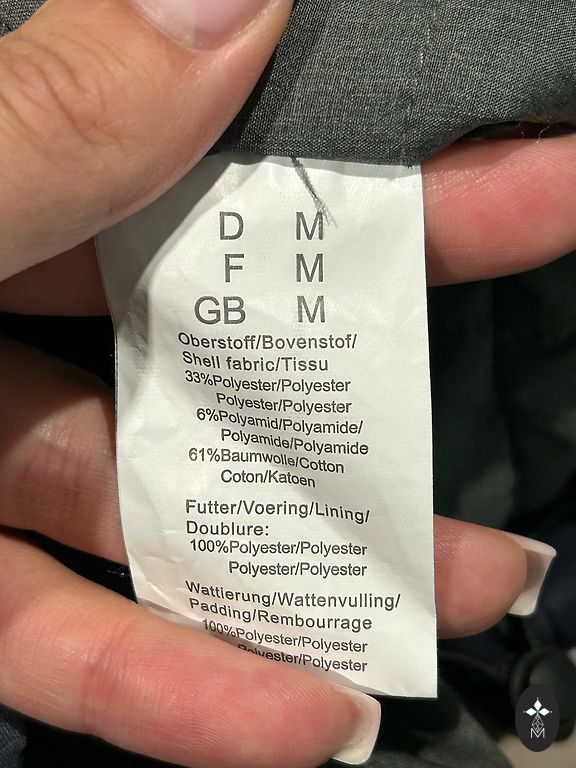 D M
F M
GB M
Oberstoff/Bovenstof/
Shell fabric/Tissu
33%Polyester/Polyester
Polyester/Polyester
6%Polyamid/Polyamide/
Polyamide/Polyamide
61%Baumwolle/Cotton
Coton/Katoen
Futter/Voering/Lining/
Doublure:
100%Polyester/Polyester
Polyester/Polyester
Wattierung/Wattenvulling/
Padding/Rembourrage
100%Polyester/Polyester
Polyester/Polyester
M